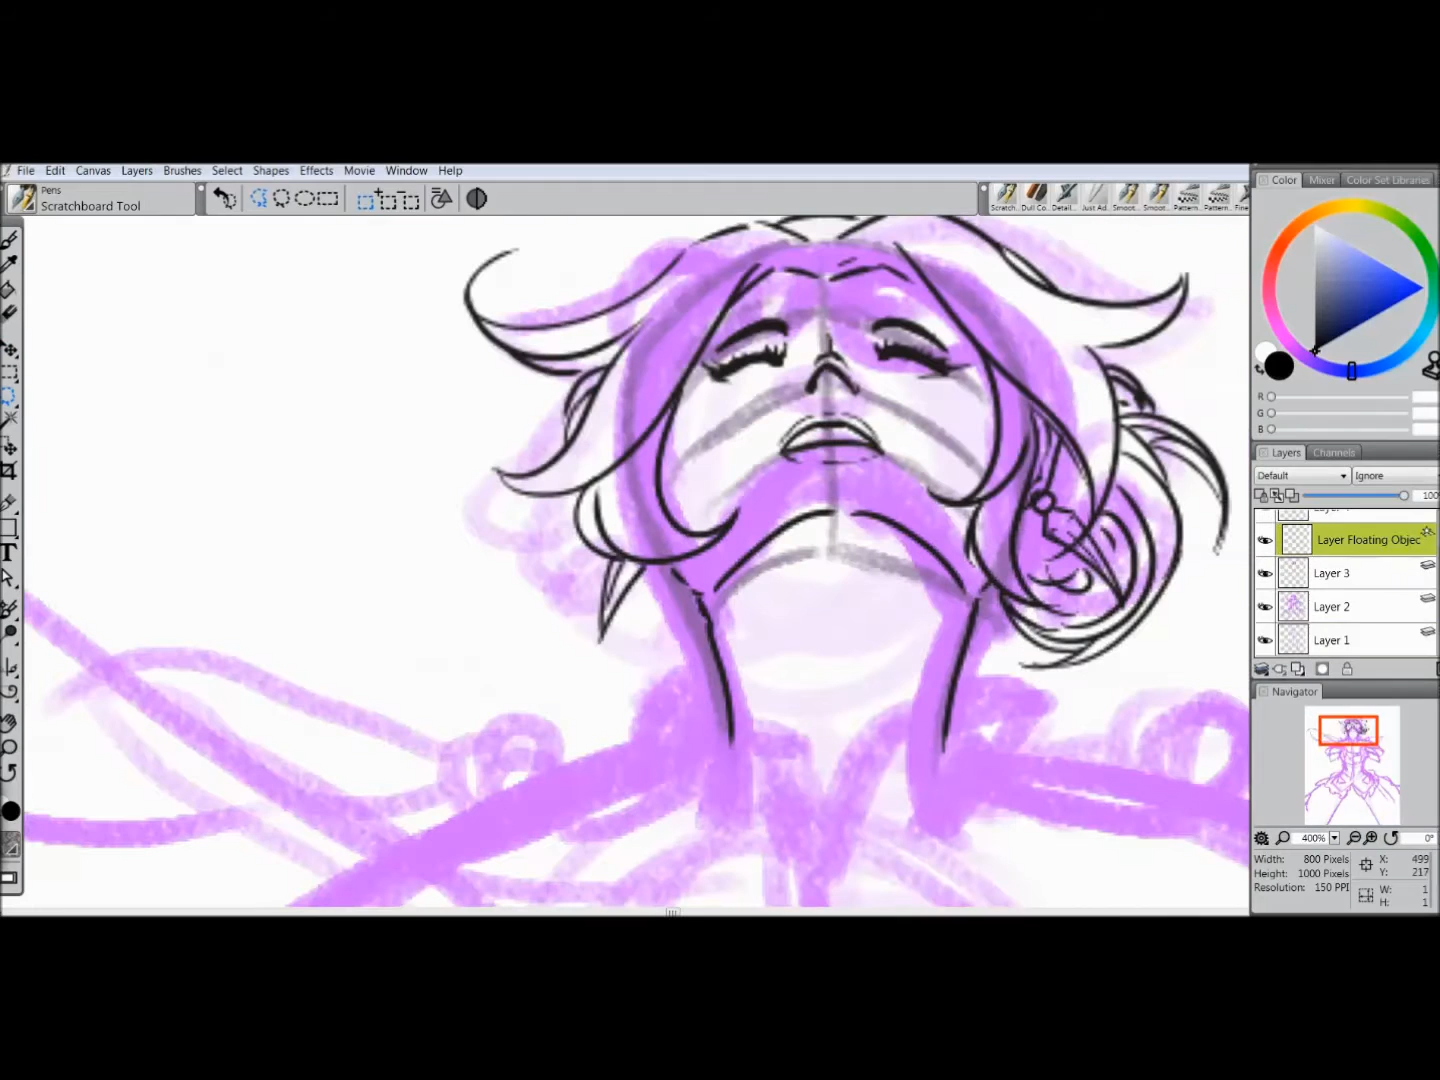 File Edit Canvas Layers Brushes Select Shapes Effects Movie Window Help
Pens
Scratchboard Tool
Scratch... Dull Co... Detail... Just Ad... Smoot... Smoot... Pattern... Pattern... Fine
Color Mixer Color Set Libraries
R
G
B
Layers Channels
Default Ignore
100
Layer Floating Objec
Layer 3
Layer 2
Layer 1
Navigator
400% 0°
Width: 800 Pixels X: 499
Height: 1000 Pixels Y: 217
Resolution: 150 PPI W: 1
H: 1
T